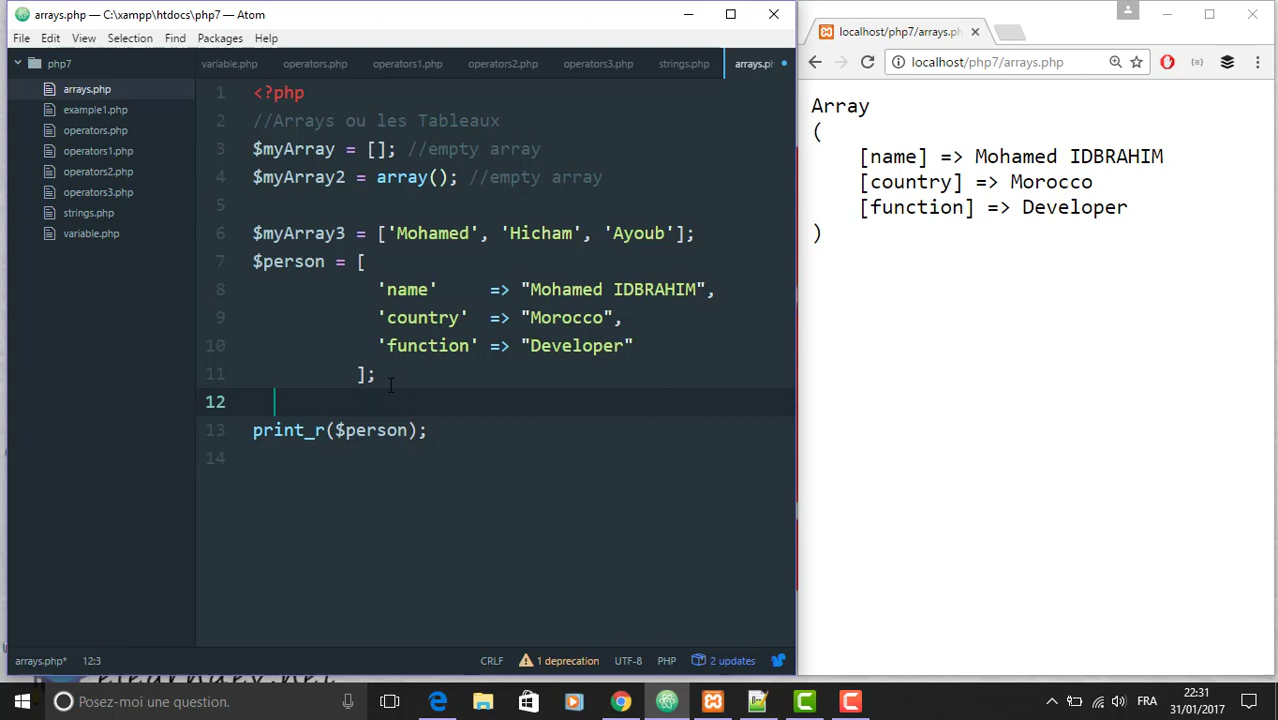 arrays.php — C:\xampp\htdocs\php7 — Atom
File Edit View Selection Find Packages Help
php7
arrays.php
example1.php
operators.php
operators1.php
operators2.php
operators3.php
strings.php
variable.php
variable.php operators.php operators1.php operators2.php operators3.php strings.php arrays.ph
1 <?php
2 //Arrays ou les Tableaux
3 $myArray = []; //empty array
4 $myArray2 = array(); //empty array
5
6 $myArray3 = ['Mohamed', 'Hicham', 'Ayoub'];
7 $person = [
8 'name' => "Mohamed IDBRAHIM",
9 'country' => "Morocco",
10 'function' => "Developer"
11 ];
12
13 print_r($person);
14
arrays.php* 12:3 CRLF 1 deprecation UTF-8 PHP 2 updates
localhost/php7/arrays.ph
localhost/php7/arrays.php
Array
(
[name] => Mohamed IDBRAHIM
[country] => Morocco
[function] => Developer
)
Posez-moi une question.
FRA
22:31
31/01/2017